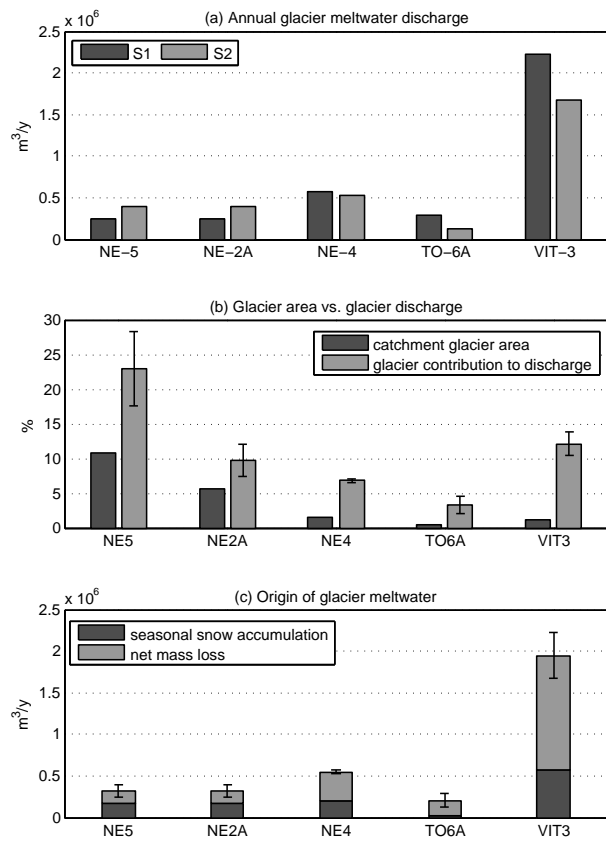 (a) Annual glacier meltwater discharge
x 10^6
2.5
2
1.5
1
0.5
0
m^3/y
S1 S2
NE−5 NE−2A NE−4 TO−6A VIT−3
(b) Glacier area vs. glacier discharge
30
25
20
15
10
5
0
%
catchment glacier area
glacier contribution to discharge
NE5 NE2A NE4 TO6A VIT3
(c) Origin of glacier meltwater
x 10^6
2.5
2
1.5
1
0.5
0
m^3/y
seasonal snow accumulation
net mass loss
NE5 NE2A NE4 TO6A VIT3